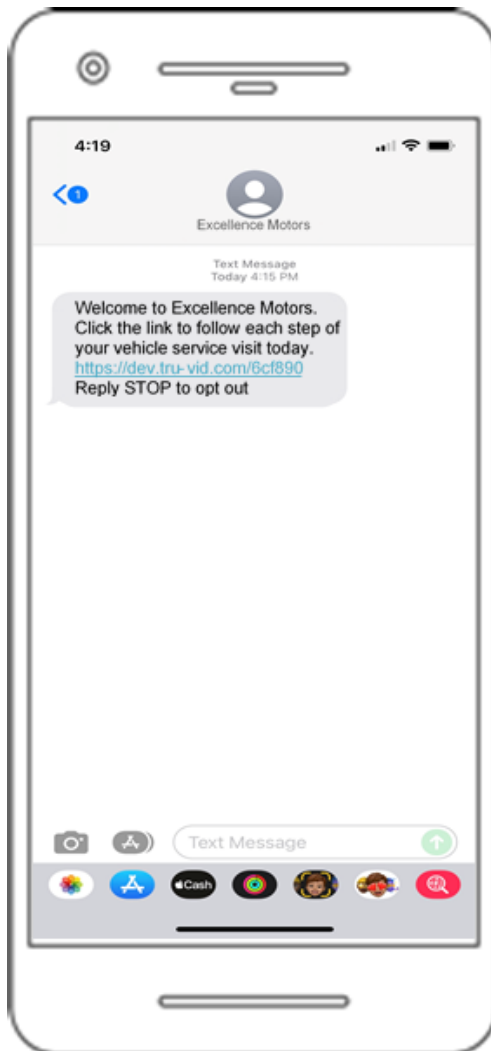 4:19
1
Excellence Motors
Text Message
Today 4:15 PM
Welcome to Excellence Motors.
Click the link to follow each step of
your vehicle service visit today.
https://dev.tru-vid.com/6cf890
Reply STOP to opt out
Text Message
Cash